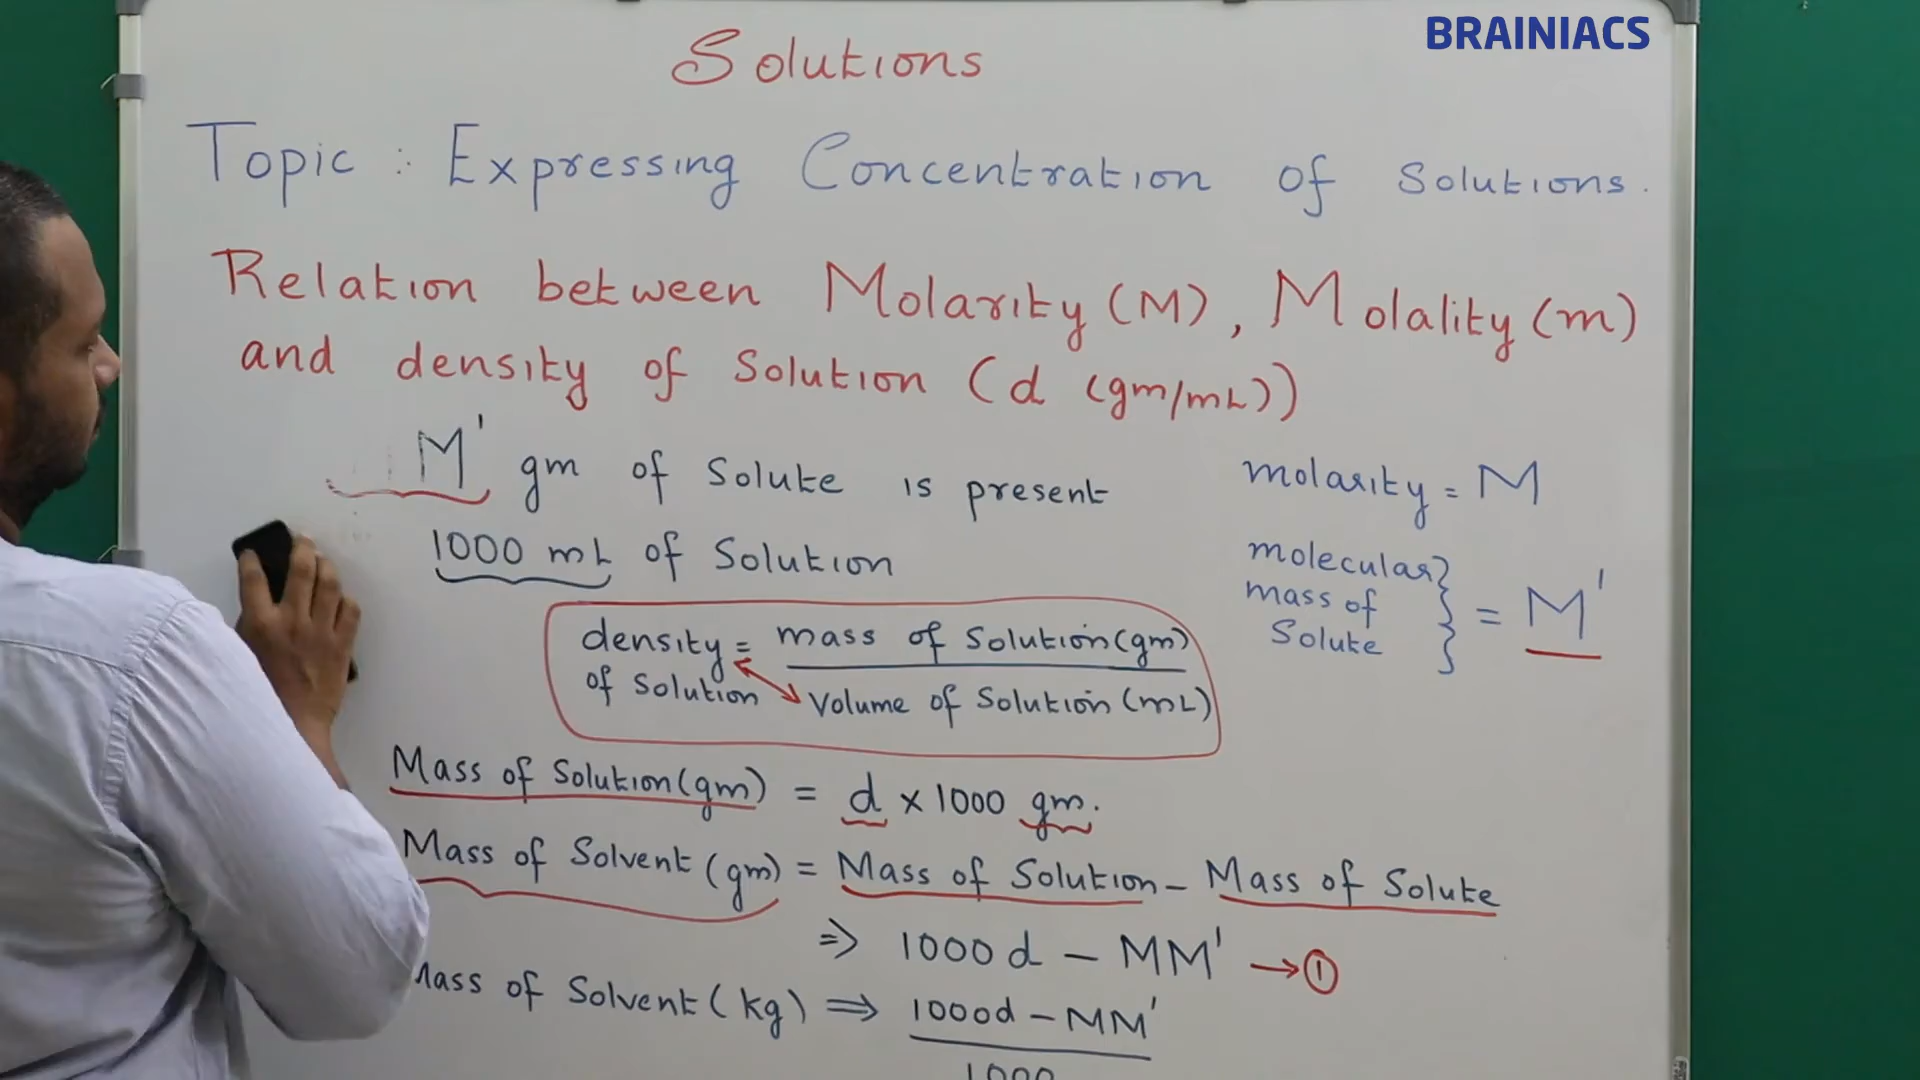 BRAINIACS
Solutions
Topic : Expressing Concentration of Solutions.
Relation between Molarity (M), Molality (m)
and density of Solution (d (gm/mL))
M' gm of Solute is present
1000 mL of Solution
molarity = M
molecular
mass of
Solute } = M'
density = mass of Solution (gm)
of Solution Volume of Solution (mL)
Mass of Solution (gm) = d x 1000 gm.
Mass of Solvent (gm) = Mass of Solution - Mass of Solute
⇒ 1000 d - MM' → ①
Mass of Solvent (kg) ⇒ 1000d - MM'
1000